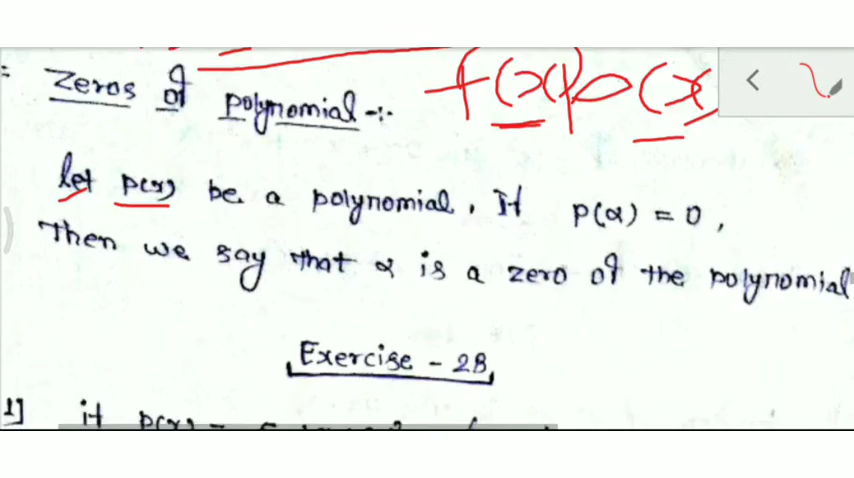 Zeros of polynomial :-
f(x) p(x)
let p(x) be a polynomial. If p(α) = 0,
Then we say that α is a zero of the polynomial
Exercise - 2B
1] if p(x) =